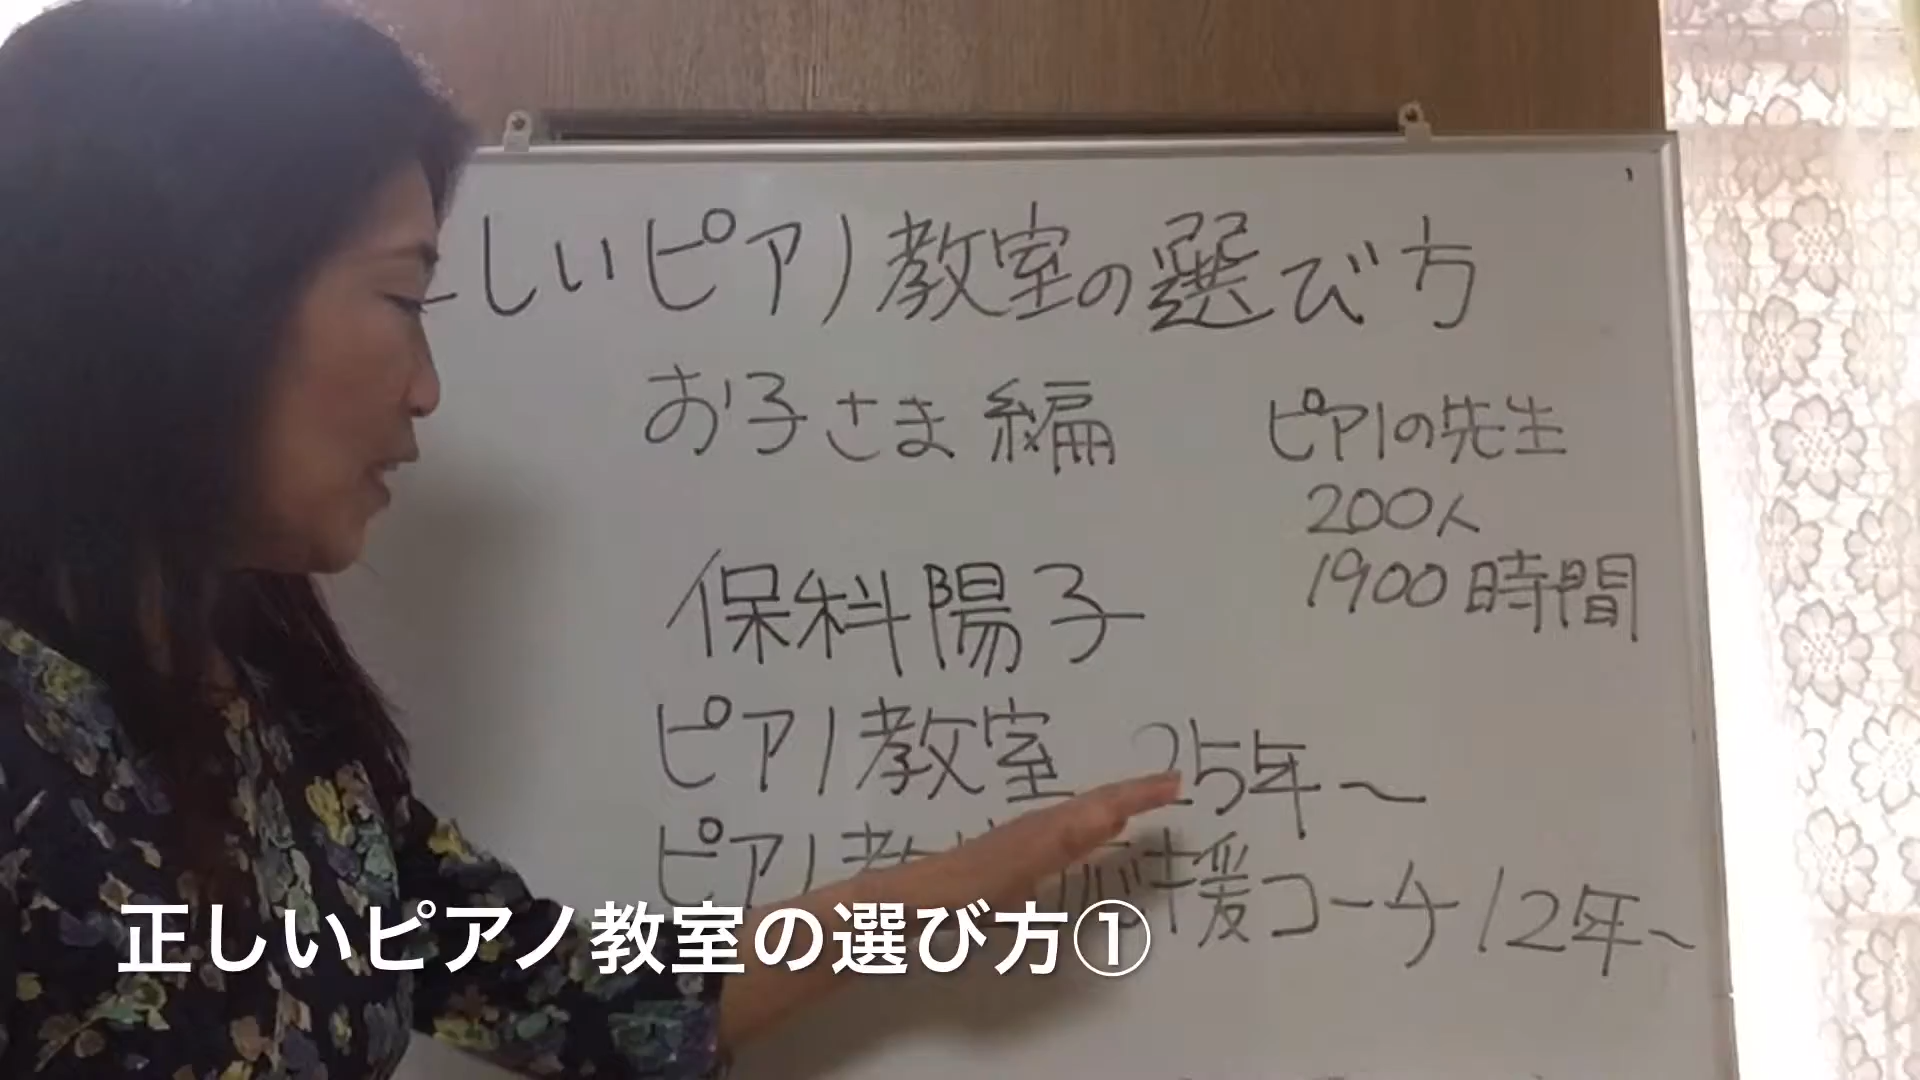 しいピアノ教室の選び方
お子さま編
ピアノの先生
200人
1900時間
保科陽子
ピアノ教室 25年~
ピアノ教 応援コーチ 12年~
正しいピアノ教室の選び方①